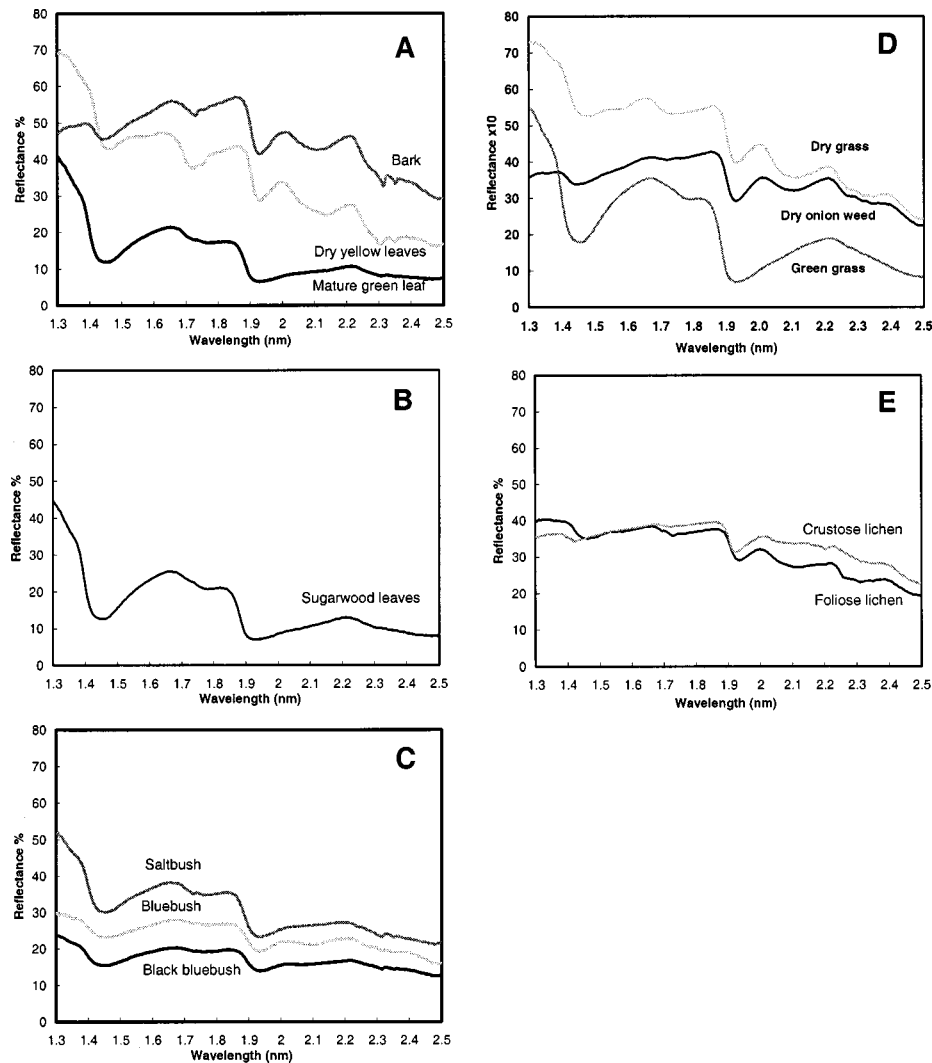 A
Reflectance %
80
70
60
50
40
30
20
10
0
Bark
Dry yellow leaves
Mature green leaf
1.3 1.4 1.5 1.6 1.7 1.8 1.9 2 2.1 2.2 2.3 2.4 2.5
Wavelength (nm)
B
Reflectance %
80
70
60
50
40
30
20
10
0
Sugarwood leaves
1.3 1.4 1.5 1.6 1.7 1.8 1.9 2 2.1 2.2 2.3 2.4 2.5
Wavelength (nm)
C
Reflectance %
80
70
60
50
40
30
20
10
0
Saltbush
Bluebush
Black bluebush
1.3 1.4 1.5 1.6 1.7 1.8 1.9 2 2.1 2.2 2.3 2.4 2.5
Wavelength (nm)
D
Reflectance x10
80
70
60
50
40
30
20
10
0
Dry grass
Dry onion weed
Green grass
1.3 1.4 1.5 1.6 1.7 1.8 1.9 2.0 2.1 2.2 2.3 2.4 2.5
Wavelength (nm)
E
Reflectance %
80
70
60
50
40
30
20
10
0
Crustose lichen
Foliose lichen
1.3 1.4 1.5 1.6 1.7 1.8 1.9 2 2.1 2.2 2.3 2.4 2.5
Wavelength (nm)